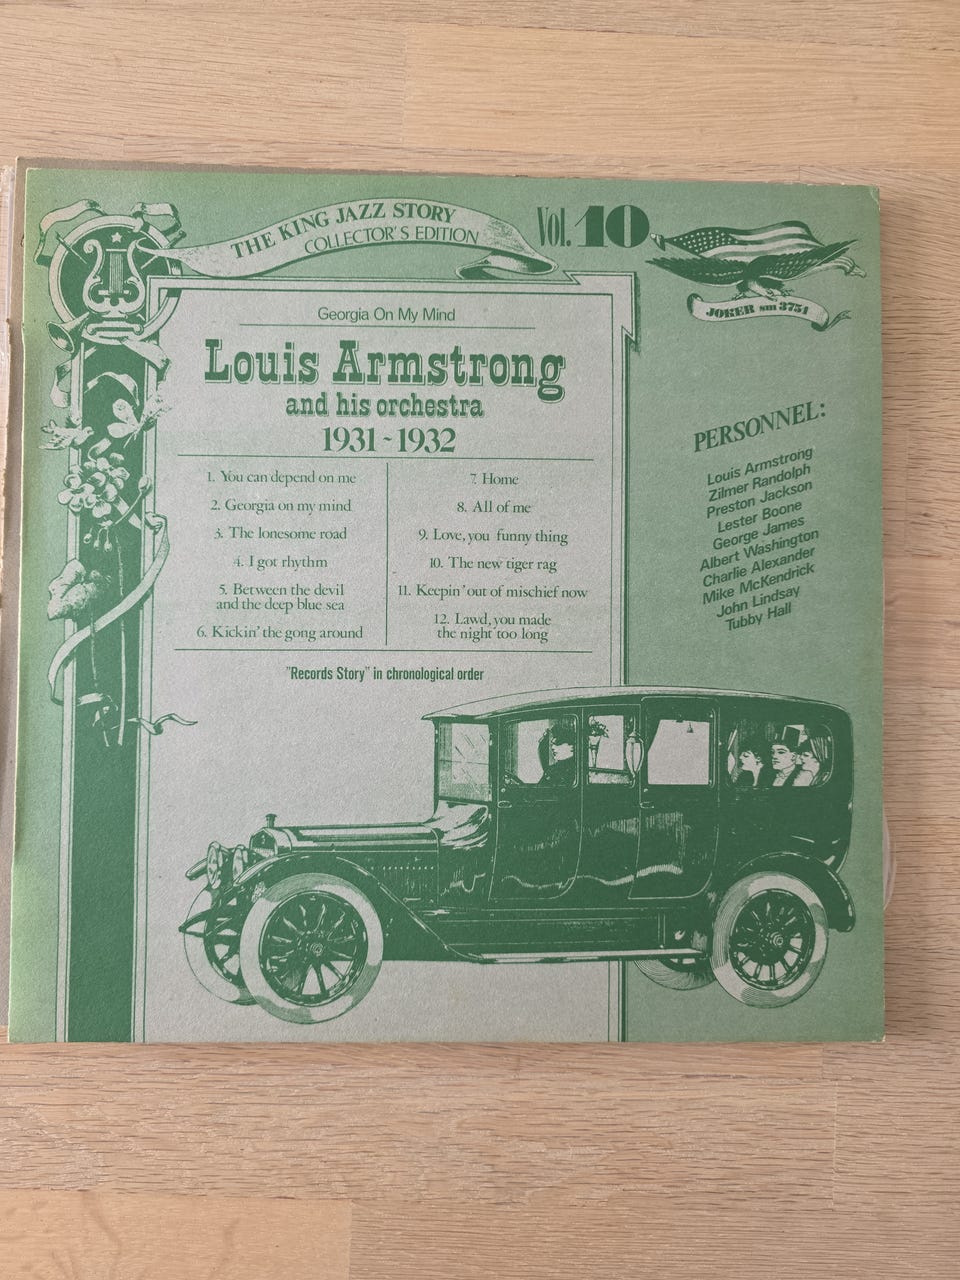 THE KING JAZZ STORY
COLLECTOR'S EDITION
Vol. 10
JOKER sm 3751
Georgia On My Mind
Louis Armstrong
and his orchestra
1931 ~ 1932
1. You can depend on me
2. Georgia on my mind
3. The lonesome road
4. I got rhythm
5. Between the devil
and the deep blue sea
6. Kickin' the gong around
7. Home
8. All of me
9. Love, you funny thing
10. The new tiger rag
11. Keepin' out of mischief now
12. Lawd, you made
the night too long
"Records Story" in chronological order
PERSONNEL:
Louis Armstrong
Zilmer Randolph
Preston Jackson
Lester Boone
George James
Albert Washington
Charlie Alexander
Mike McKendrick
John Lindsay
Tubby Hall